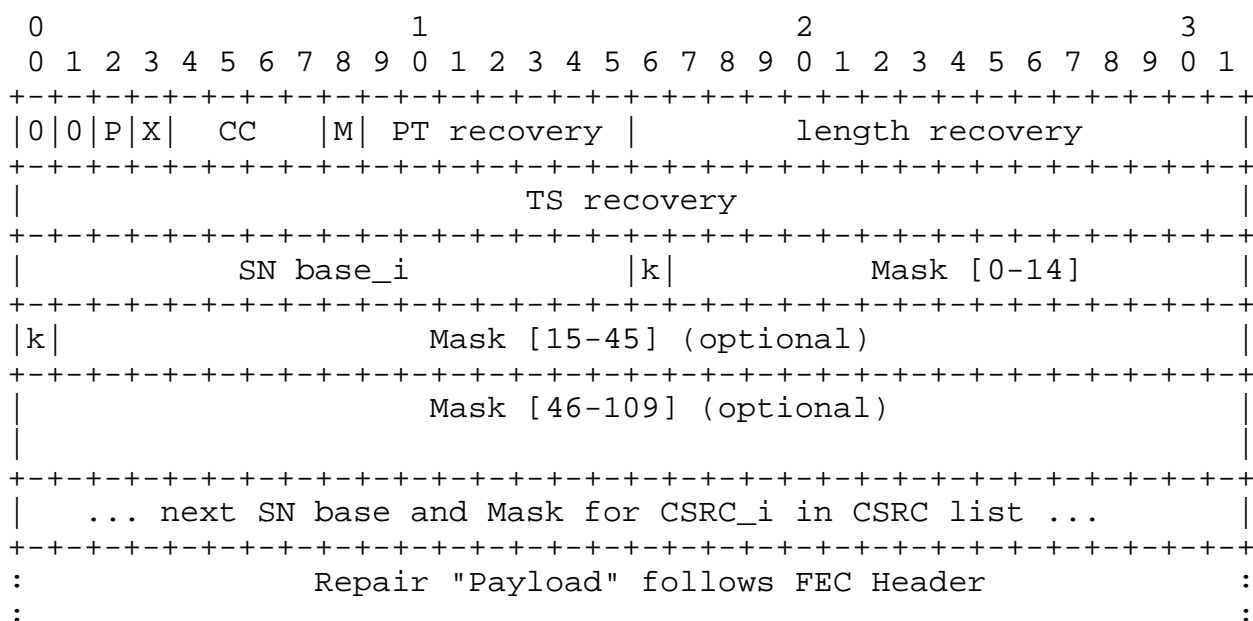 0                   1                   2                   3
 0 1 2 3 4 5 6 7 8 9 0 1 2 3 4 5 6 7 8 9 0 1 2 3 4 5 6 7 8 9 0 1
+-+-+-+-+-+-+-+-+-+-+-+-+-+-+-+-+-+-+-+-+-+-+-+-+-+-+-+-+-+-+-+-+
|0|0|P|X|  CC   |M| PT recovery |        length recovery        |
+-+-+-+-+-+-+-+-+-+-+-+-+-+-+-+-+-+-+-+-+-+-+-+-+-+-+-+-+-+-+-+-+
|                          TS recovery                          |
+-+-+-+-+-+-+-+-+-+-+-+-+-+-+-+-+-+-+-+-+-+-+-+-+-+-+-+-+-+-+-+-+
|           SN base_i           |k|          Mask [0-14]        |
+-+-+-+-+-+-+-+-+-+-+-+-+-+-+-+-+-+-+-+-+-+-+-+-+-+-+-+-+-+-+-+-+
|k|                   Mask [15-45] (optional)                   |
+-+-+-+-+-+-+-+-+-+-+-+-+-+-+-+-+-+-+-+-+-+-+-+-+-+-+-+-+-+-+-+-+
|                     Mask [46-109] (optional)                  |
|                                                               |
+-+-+-+-+-+-+-+-+-+-+-+-+-+-+-+-+-+-+-+-+-+-+-+-+-+-+-+-+-+-+-+-+
|   ... next SN base and Mask for CSRC_i in CSRC list ...       |
+-+-+-+-+-+-+-+-+-+-+-+-+-+-+-+-+-+-+-+-+-+-+-+-+-+-+-+-+-+-+-+-+
:               Repair "Payload" follows FEC Header             :
:                                                               :